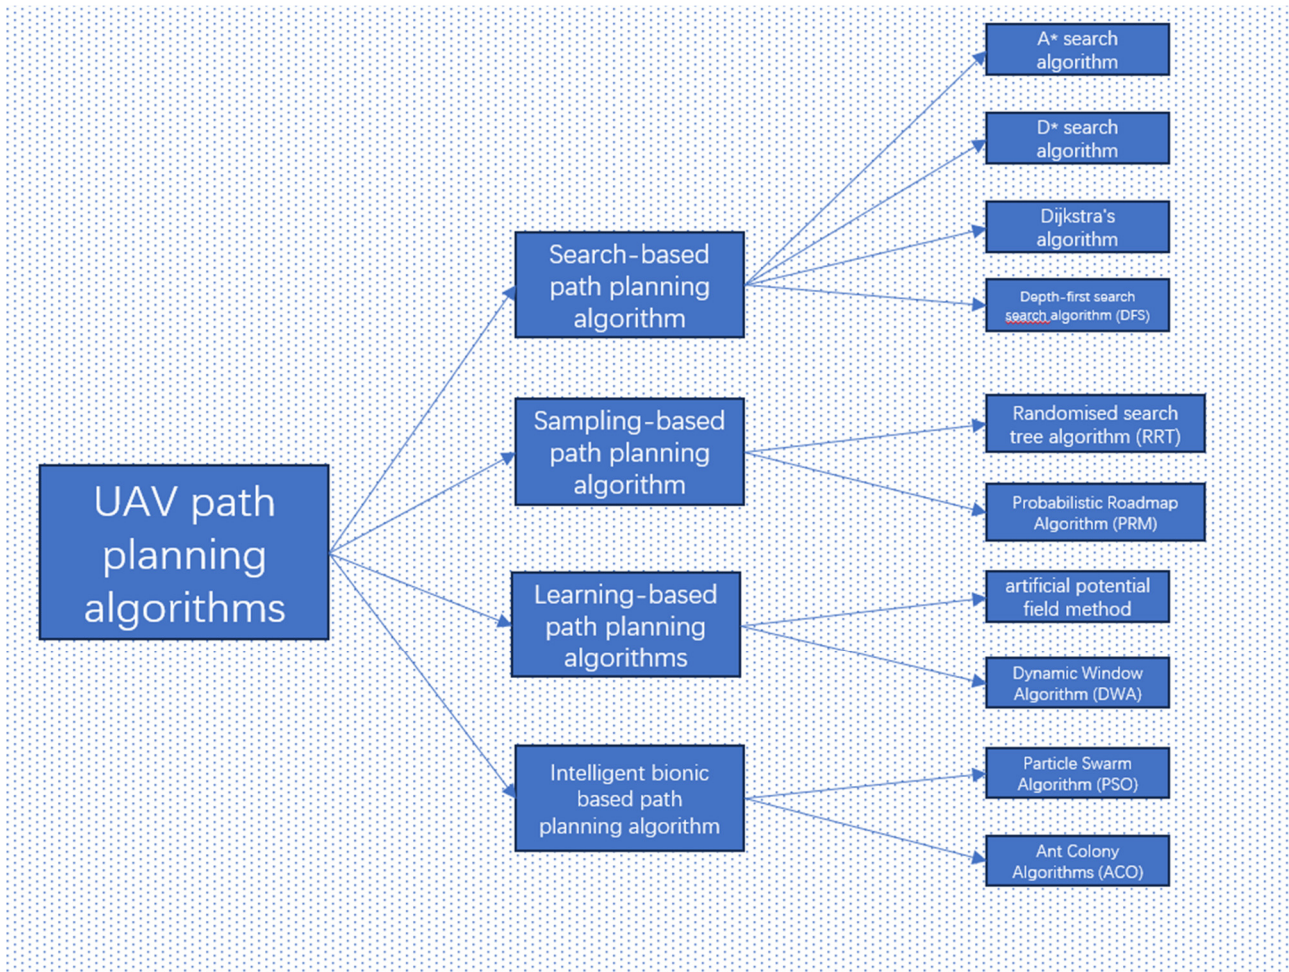 UAV path
planning
algorithms
Search-based
path planning
algorithm
Sampling-based
path planning
algorithm
Learning-based
path planning
algorithms
Intelligent bionic
based path
planning algorithm
A* search
algorithm
D* search
algorithm
Dijkstra's
algorithm
Depth-first search
search algorithm (DFS)
Randomised search
tree algorithm (RRT)
Probabilistic Roadmap
Algorithm (PRM)
artificial potential
field method
Dynamic Window
Algorithm (DWA)
Particle Swarm
Algorithm (PSO)
Ant Colony
Algorithms (ACO)